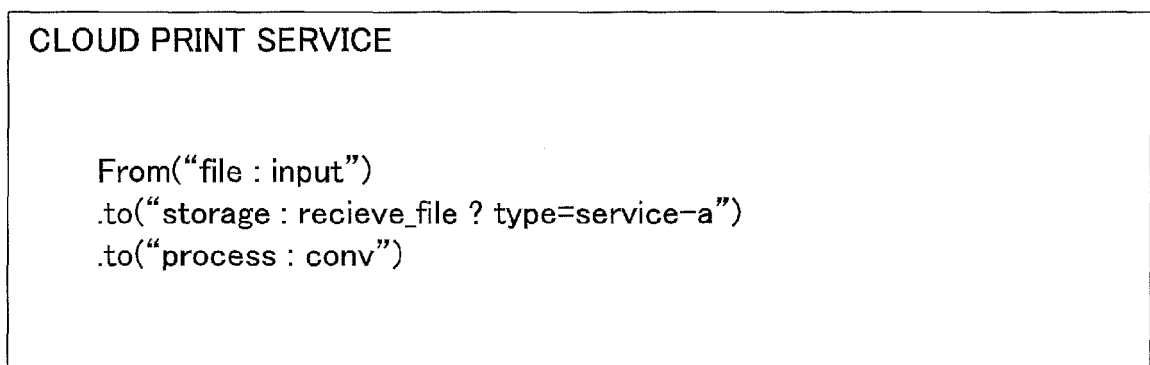 CLOUD PRINT SERVICE
From(“file : input”)
.to(“storage : recieve_file ? type=service-a”)
.to(“process : conv”)